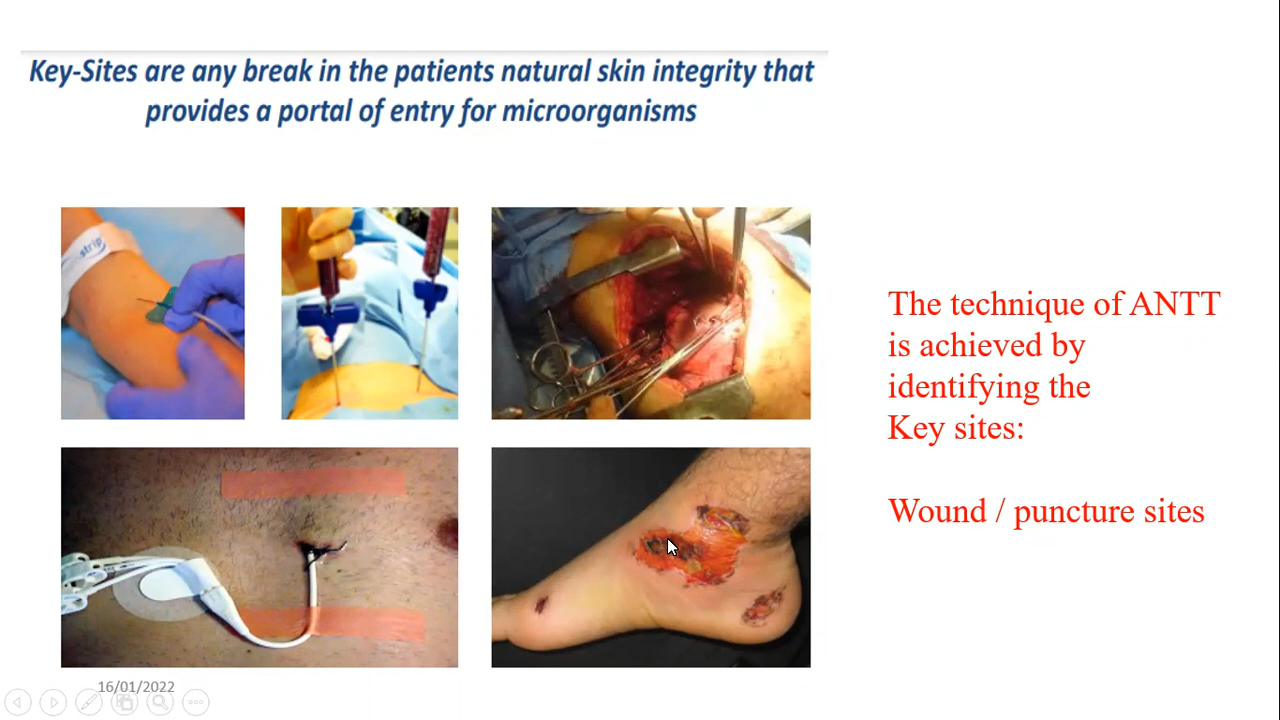 Key-Sites are any break in the patients natural skin integrity that
provides a portal of entry for microorganisms
strip
The technique of ANTT
is achieved by
identifying the
Key sites:
Wound / puncture sites
16/01/2022